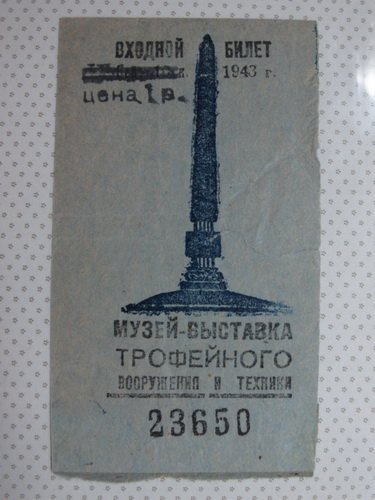 ВХОДНОЙ БИЛЕТ
1943 г.
цена 1 р.
МУЗЕЙ-ВЫСТАВКА
ТРОФЕЙНОГО
ВООРУЖЕНИЯ И ТЕХНИКИ
23650